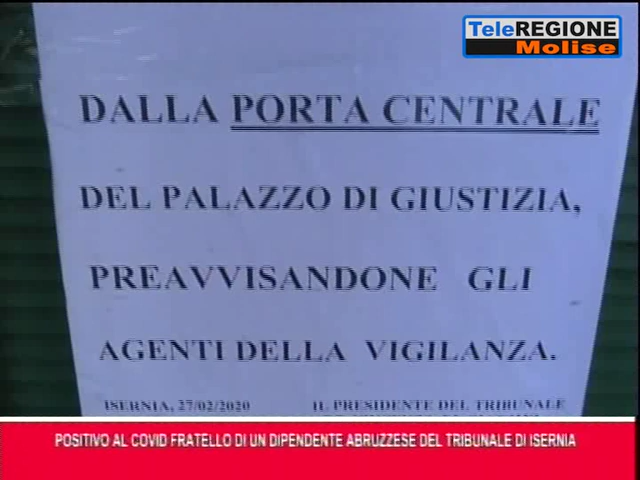 TeleREGIONE
Molise
DALLA PORTA CENTRALE
DEL PALAZZO DI GIUSTIZIA,
PREAVVISANDONE GLI
AGENTI DELLA VIGILANZA.
ISERNIA, 27/02/2020 IL PRESIDENTE DEL TRIBUNALE
POSITIVO AL COVID FRATELLO DI UN DIPENDENTE ABRUZZESE DEL TRIBUNALE DI ISERNIA